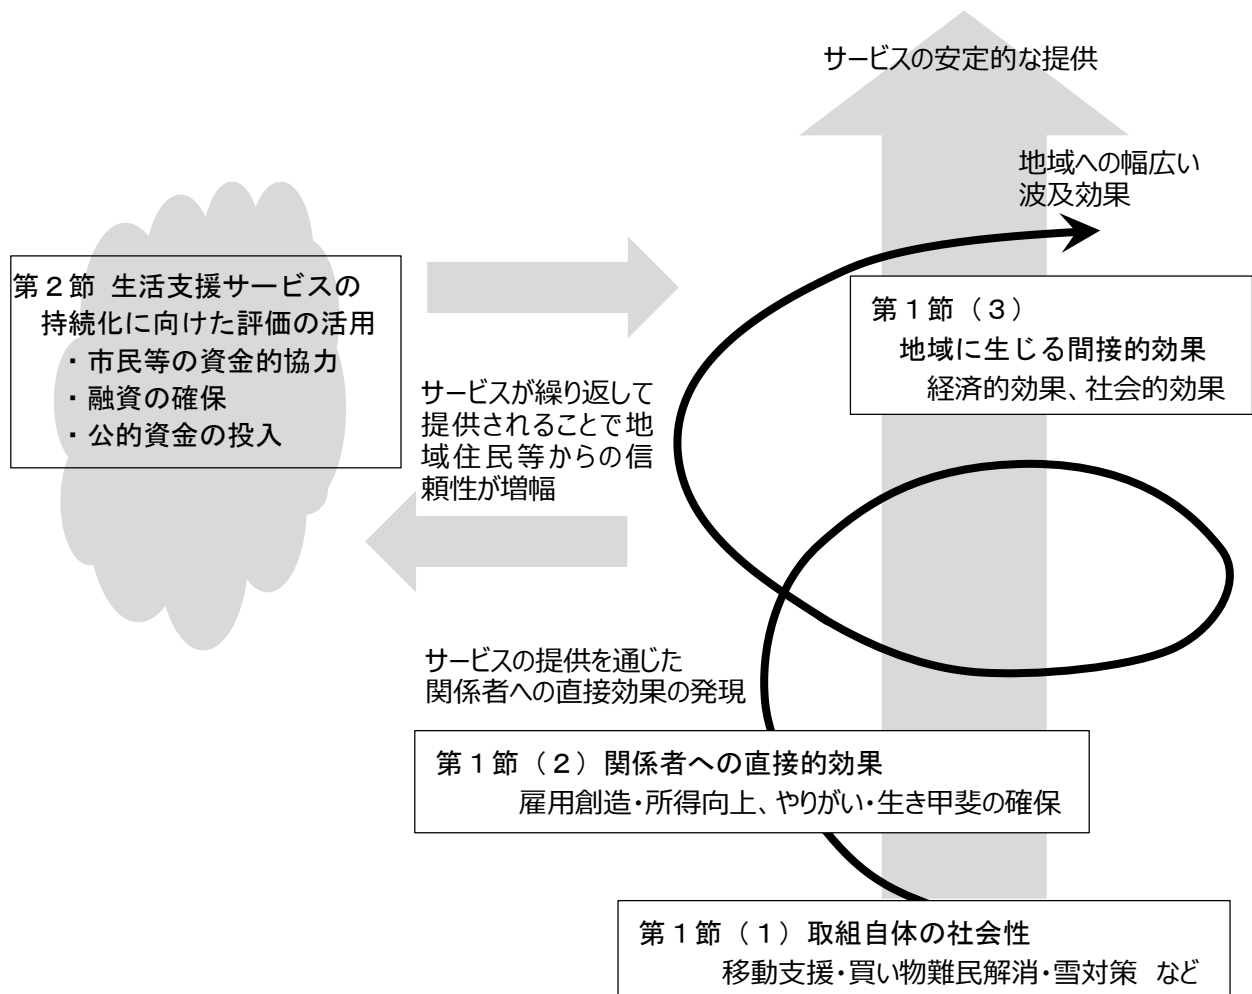 サービスの安定的な提供
地域への幅広い
波及効果
第２節 生活支援サービスの
持続化に向けた評価の活用
・市民等の資金的協力
・融資の確保
・公的資金の投入
第１節（３）
地域に生じる間接的効果
経済的効果、社会的効果
サービスが繰り返して
提供されることで地
域住民等からの信
頼性が増幅
サービスの提供を通じた
関係者への直接効果の発現
第１節（２）関係者への直接的効果
雇用創造・所得向上、やりがい・生き甲斐の確保
第１節（１）取組自体の社会性
移動支援・買い物難民解消・雪対策 など